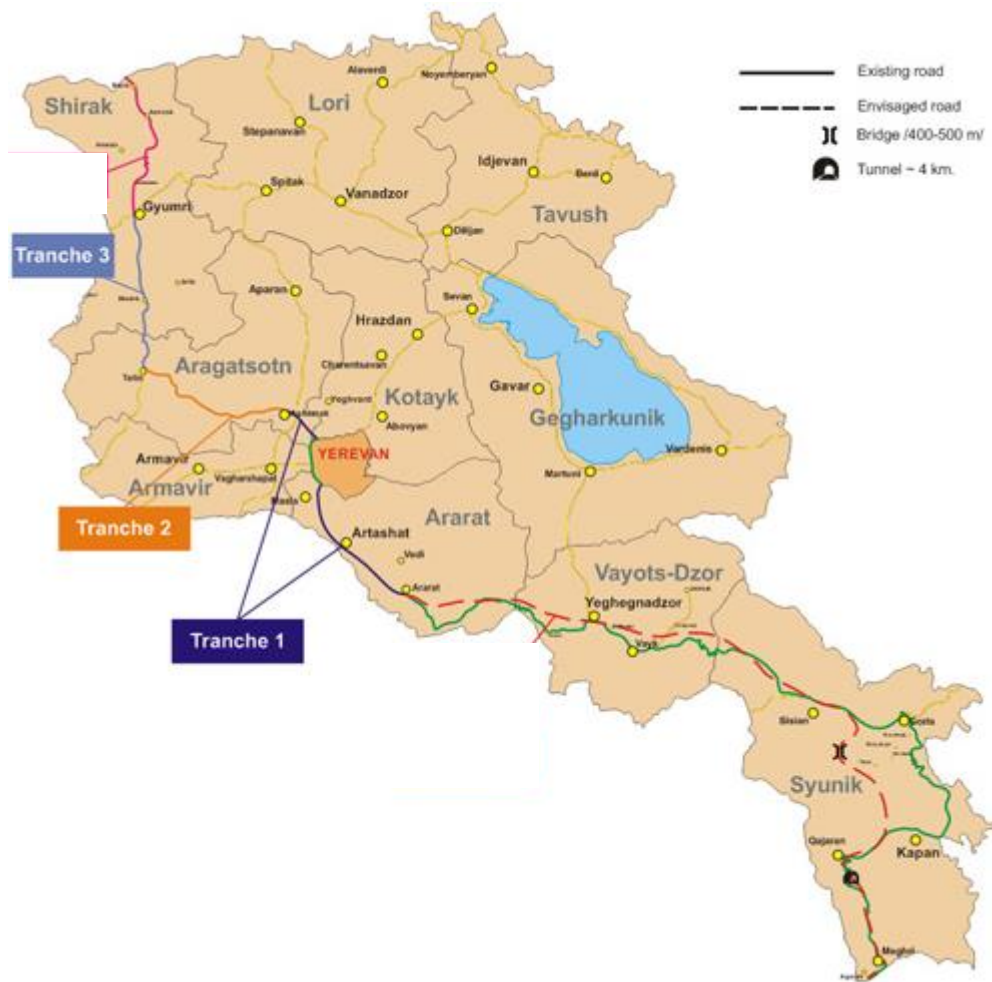 Existing road
Envisaged road
Bridge /400-500 m/
Tunnel ~ 4 km.
Noyemberyan
Alaverdi
Shirak
Lori
Stepanavan
Idjevan
Berd
Spitak
Vanadzor
Gyumri
Tavush
Dilijan
Tranche 3
Aparan
Sevan
Hrazdan
Charentsavan
Aragatsotn
Talin
Kotayk
Gavar
Abovyan
Gegharkunik
YEREVAN
Vardenis
Armavir
Vagharshapat
Martuni
Armavir
Masis
Ararat
Tranche 2
Artashat
Vedi
Vayots-Dzor
Ararat
Yeghegnadzor
Tranche 1
Vayk
Sisian
Goris
Syunik
Qajaran
Kapan
Meghri